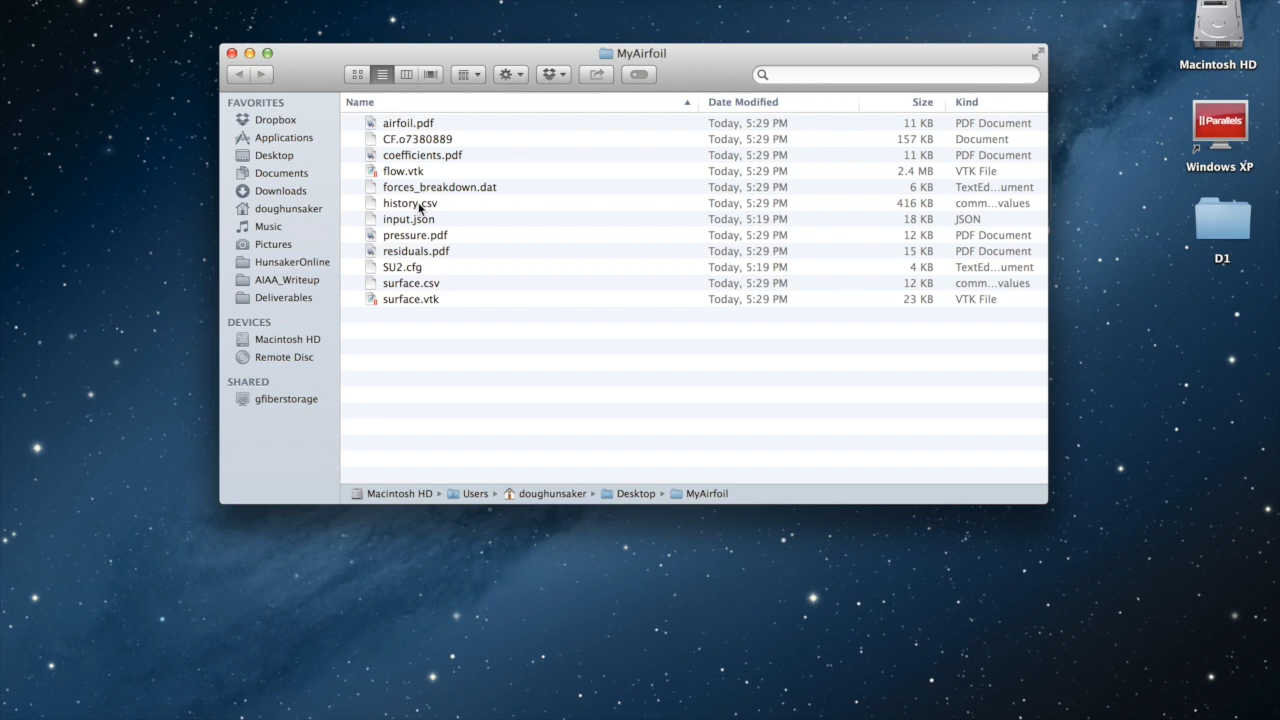 MyAirfoil
Macintosh HD
FAVORITES
Dropbox
Applications
Desktop
Documents
Downloads
doughunsaker
Music
Pictures
HunsakerOnline
AIAA_Writeup
Deliverables
DEVICES
Macintosh HD
Remote Disc
SHARED
gfiberstorage
Name Date Modified Size Kind
airfoil.pdf Today, 5:29 PM 11 KB PDF Document
CF.o7380889 Today, 5:29 PM 157 KB Document
coefficients.pdf Today, 5:29 PM 11 KB PDF Document
flow.vtk Today, 5:29 PM 2.4 MB VTK File
forces_breakdown.dat Today, 5:29 PM 6 KB TextEd...ument
history.csv Today, 5:29 PM 416 KB comm...values
input.json Today, 5:19 PM 18 KB JSON
pressure.pdf Today, 5:29 PM 12 KB PDF Document
residuals.pdf Today, 5:29 PM 15 KB PDF Document
SU2.cfg Today, 5:19 PM 4 KB TextEd...ument
surface.csv Today, 5:29 PM 12 KB comm...values
surface.vtk Today, 5:29 PM 23 KB VTK File
Macintosh HD ▸ Users ▸ doughunsaker ▸ Desktop ▸ MyAirfoil
|| Parallels®
Windows XP
D1